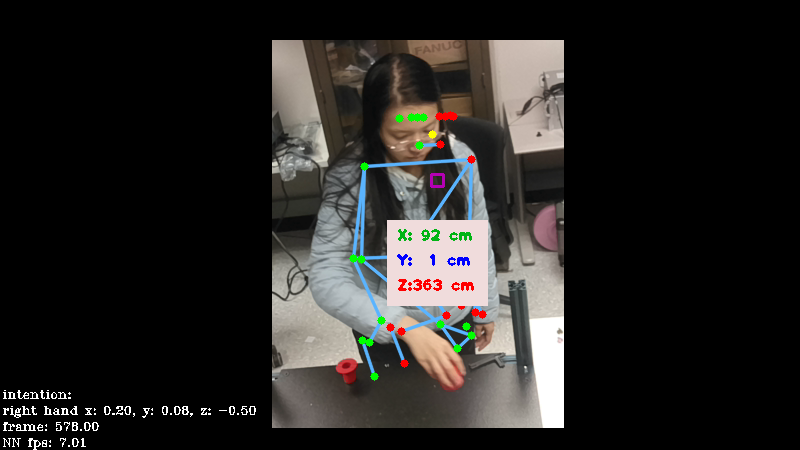 FANUC
X: 92 cm
Y: 1 cm
Z:363 cm
intention:
right hand x: 0.20, y: 0.08, z: -0.50
frame: 578.00
NN fps: 7.01